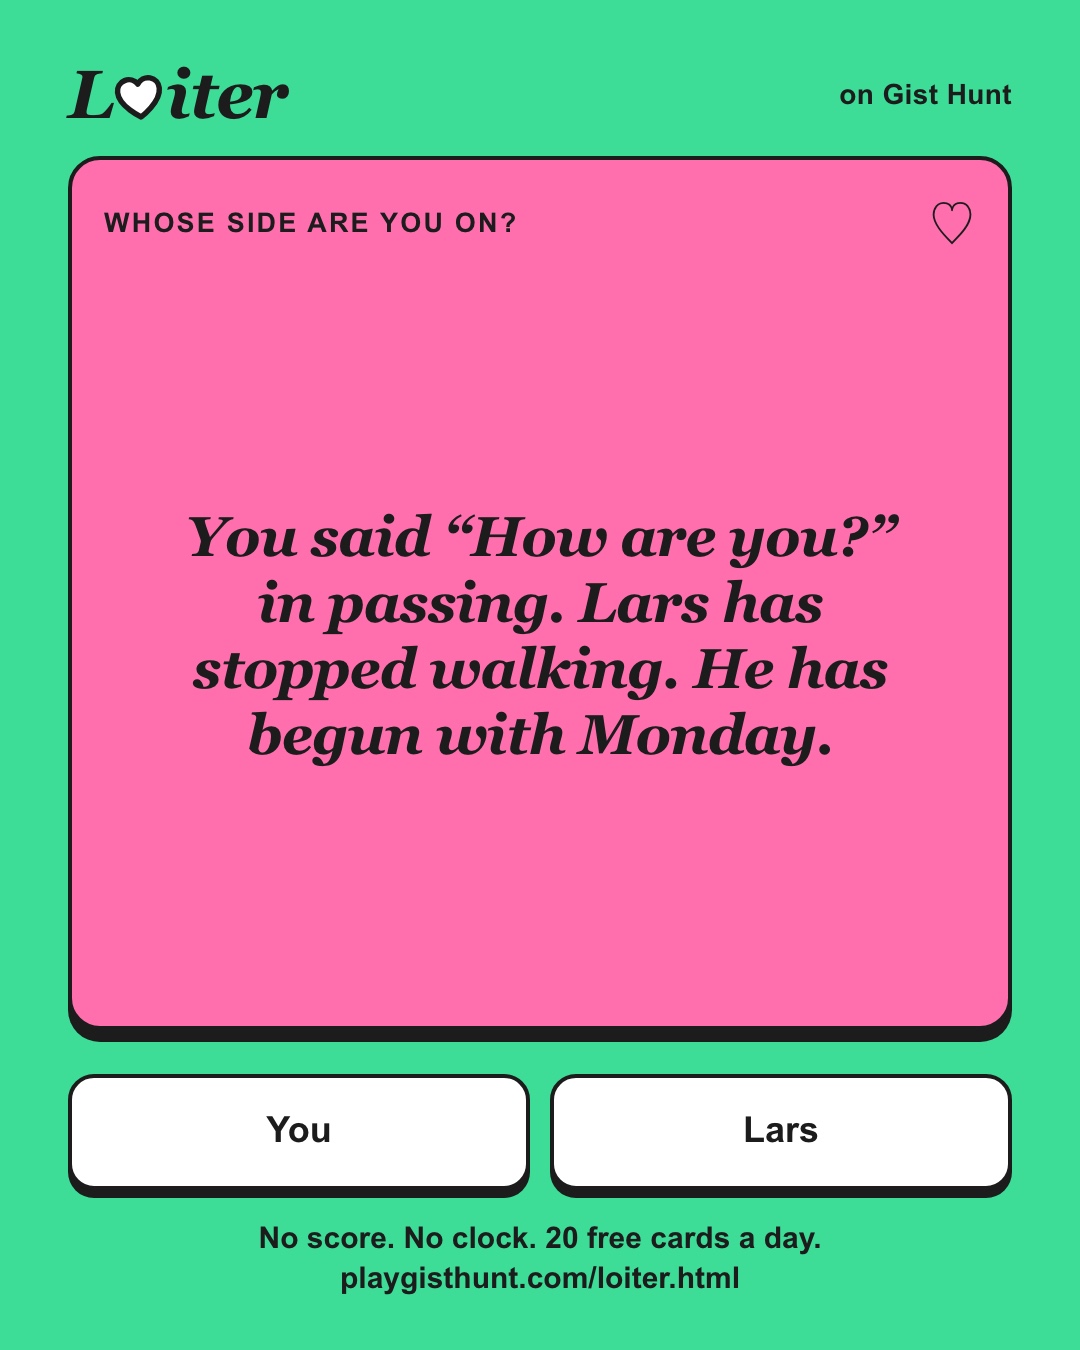 Loiter
on Gist Hunt
WHOSE SIDE ARE YOU ON?
You said “How are you?”
in passing. Lars has
stopped walking. He has
begun with Monday.
You
Lars
No score. No clock. 20 free cards a day.
playgisthunt.com/loiter.html